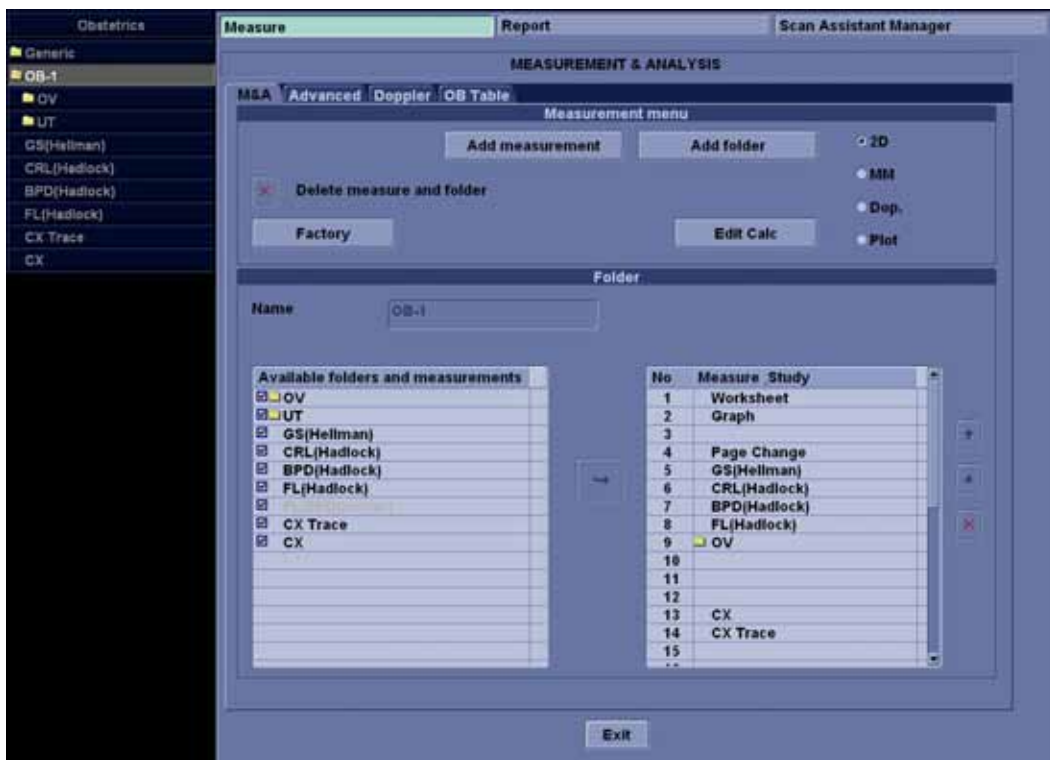 Obstetrics
Generic
OB-1
OV
UT
GS(Hellman)
CRL(Hadlock)
BPD(Hadlock)
FL(Hadlock)
CX Trace
CX
Measure Report Scan Assistant Manager
MEASUREMENT & ANALYSIS
M&A Advanced Doppler OB Table
Measurement menu
Add measurement Add folder 2D
MM
Delete measure and folder
Dop.
Factory Edit Calc Plot
Folder
Name OB-1
Available folders and measurements
OV
UT
GS(Hellman)
CRL(Hadlock)
BPD(Hadlock)
FL(Hadlock)
CX Trace
CX
No Measure_Study
1 Worksheet
2 Graph
3
4 Page Change
5 GS(Hellman)
6 CRL(Hadlock)
7 BPD(Hadlock)
8 FL(Hadlock)
9 OV
10
11
12
13 CX
14 CX Trace
15
Exit